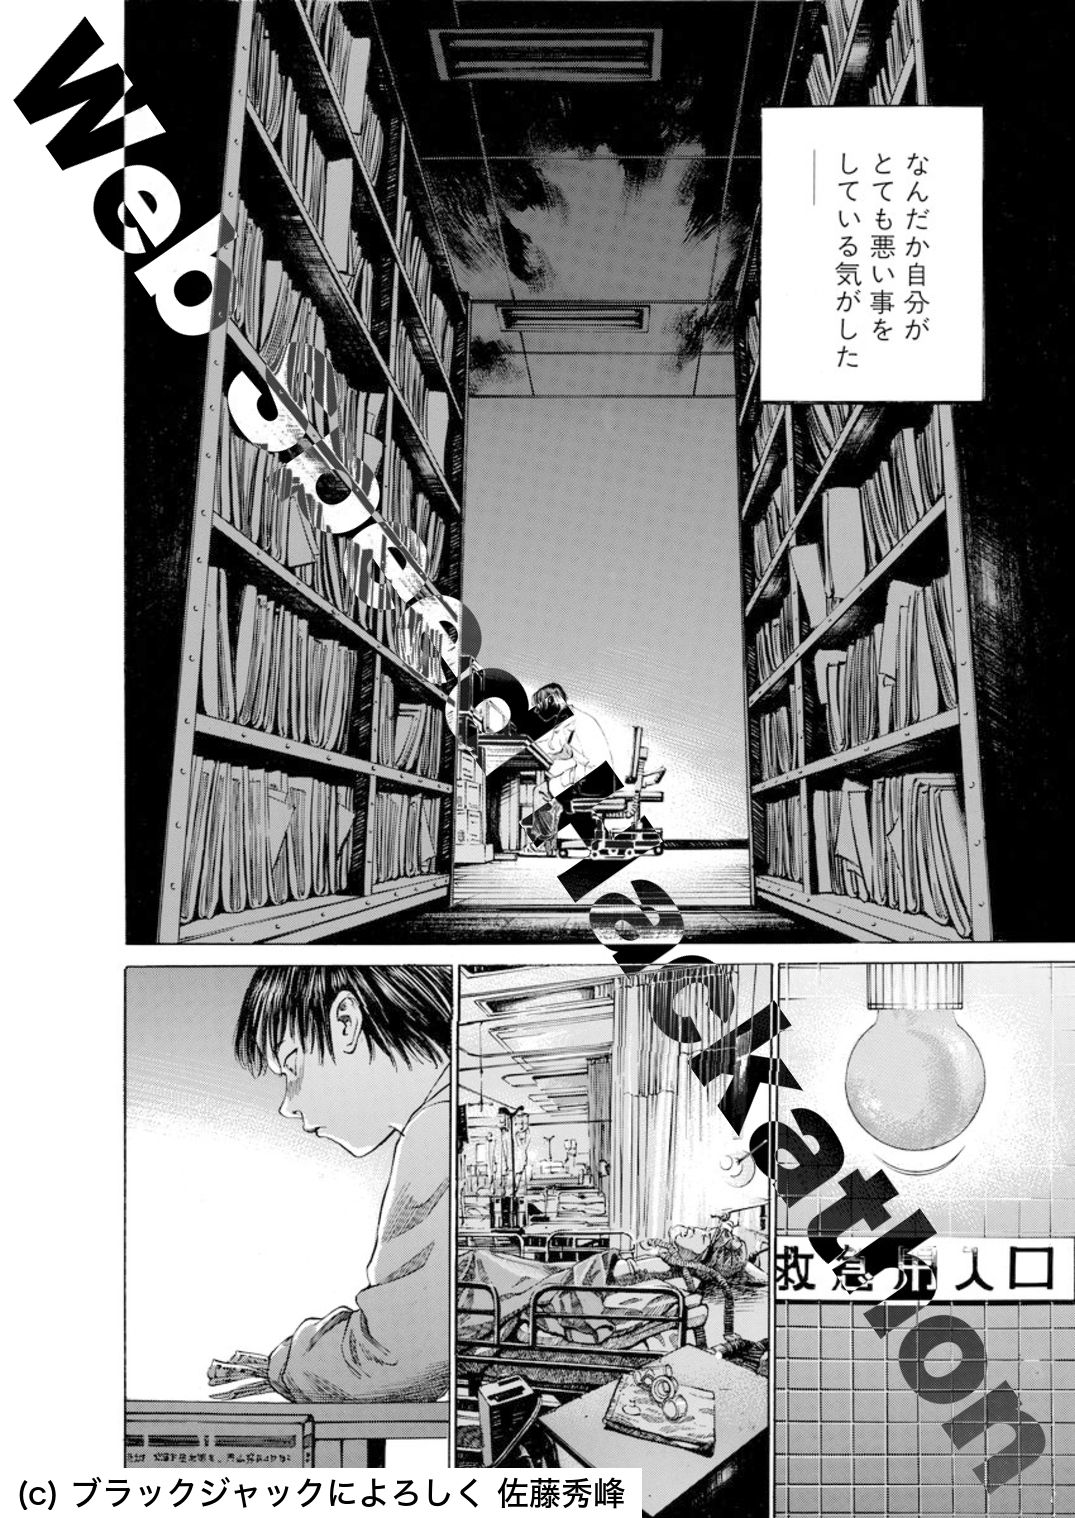 なんだか自分が
とても悪い事を
している気がした
――
救急用入口
Web
(c) ブラックジャックによろしく 佐藤秀峰